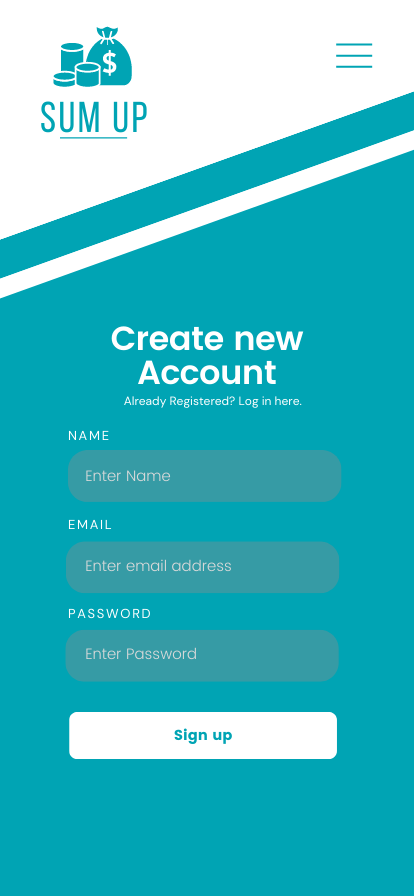 $
SUM UP
Create new
Account
Already Registered? Log in here.
NAME
Enter Name
EMAIL
Enter email address
PASSWORD
Enter Password
Sign up